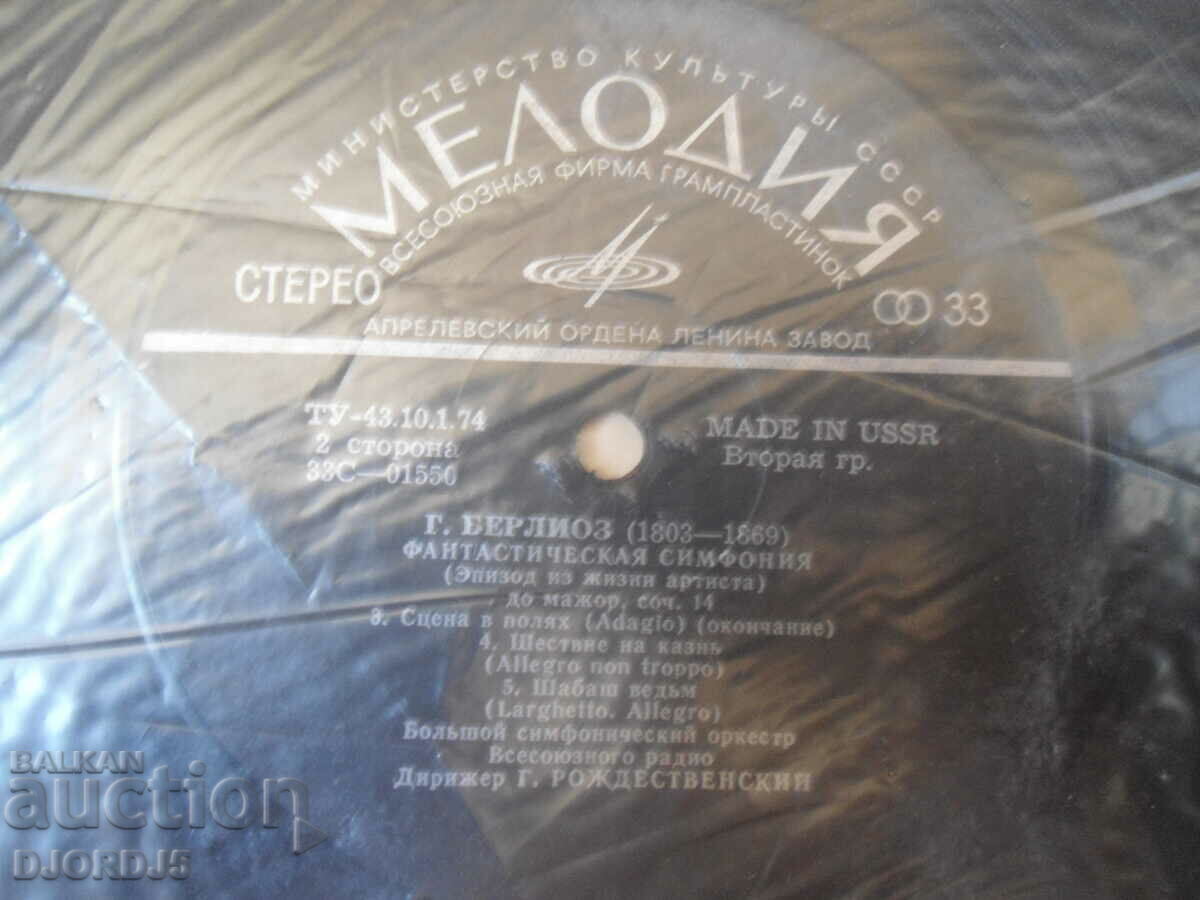 МИНИСТЕРСТВО КУЛЬТУРЫ СССР
МЕЛОДИЯ
ВСЕСОЮЗНАЯ ФИРМА ГРАМПЛАСТИНОК
СТЕРЕО
33
АПРЕЛЕВСКИЙ ОРДЕНА ЛЕНИНА ЗАВОД
ТУ-43.10.1.74
2 сторона
33С—01550
MADE IN USSR
Вторая гр.
Г. БЕРЛИОЗ (1803—1869)
ФАНТАСТИЧЕСКАЯ СИМФОНИЯ
(Эпизод из жизни артиста)
до мажор, соч. 14
3. Сцена в полях (Adagio) (окончание)
4. Шествие на казнь
(Allegro non troppo)
5. Шабаш ведьм
(Larghetto. Allegro)
Большой симфонический оркестр
Всесоюзного радио
Дирижер Г. РОЖДЕСТВЕНСКИЙ
BALKAN
auction
DJORDJ5